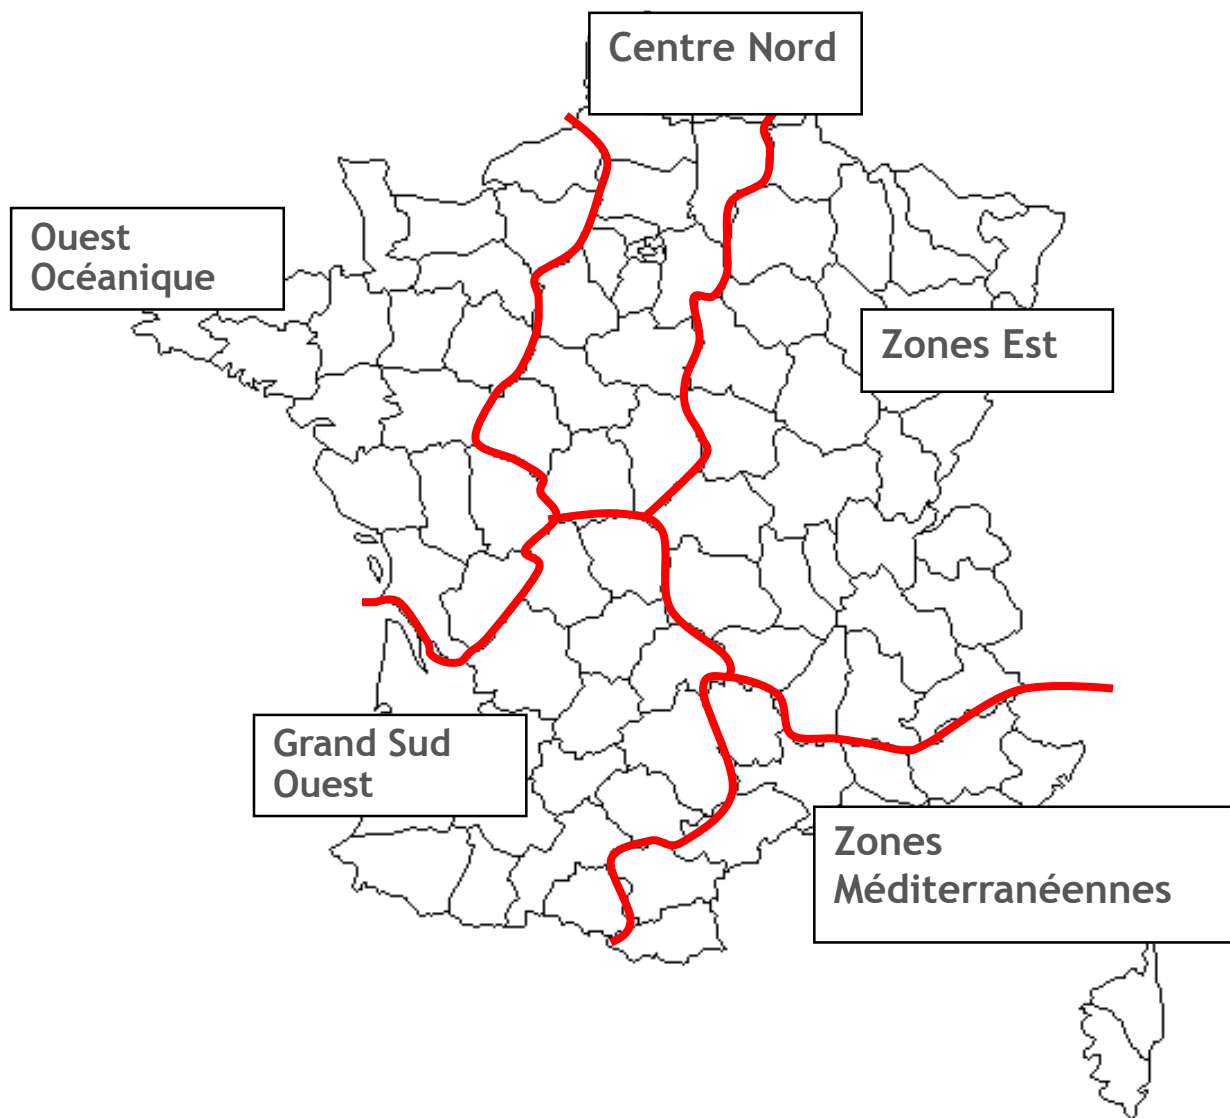 Centre Nord
Ouest
Océanique
Zones Est
Grand Sud
Ouest
Zones
Méditerranéennes